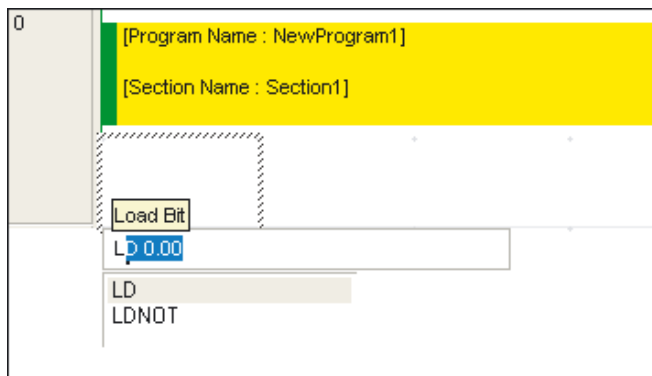 0
[Program Name : NewProgram1]
[Section Name : Section1]
Load Bit
LD 0.00
LD
LDNOT